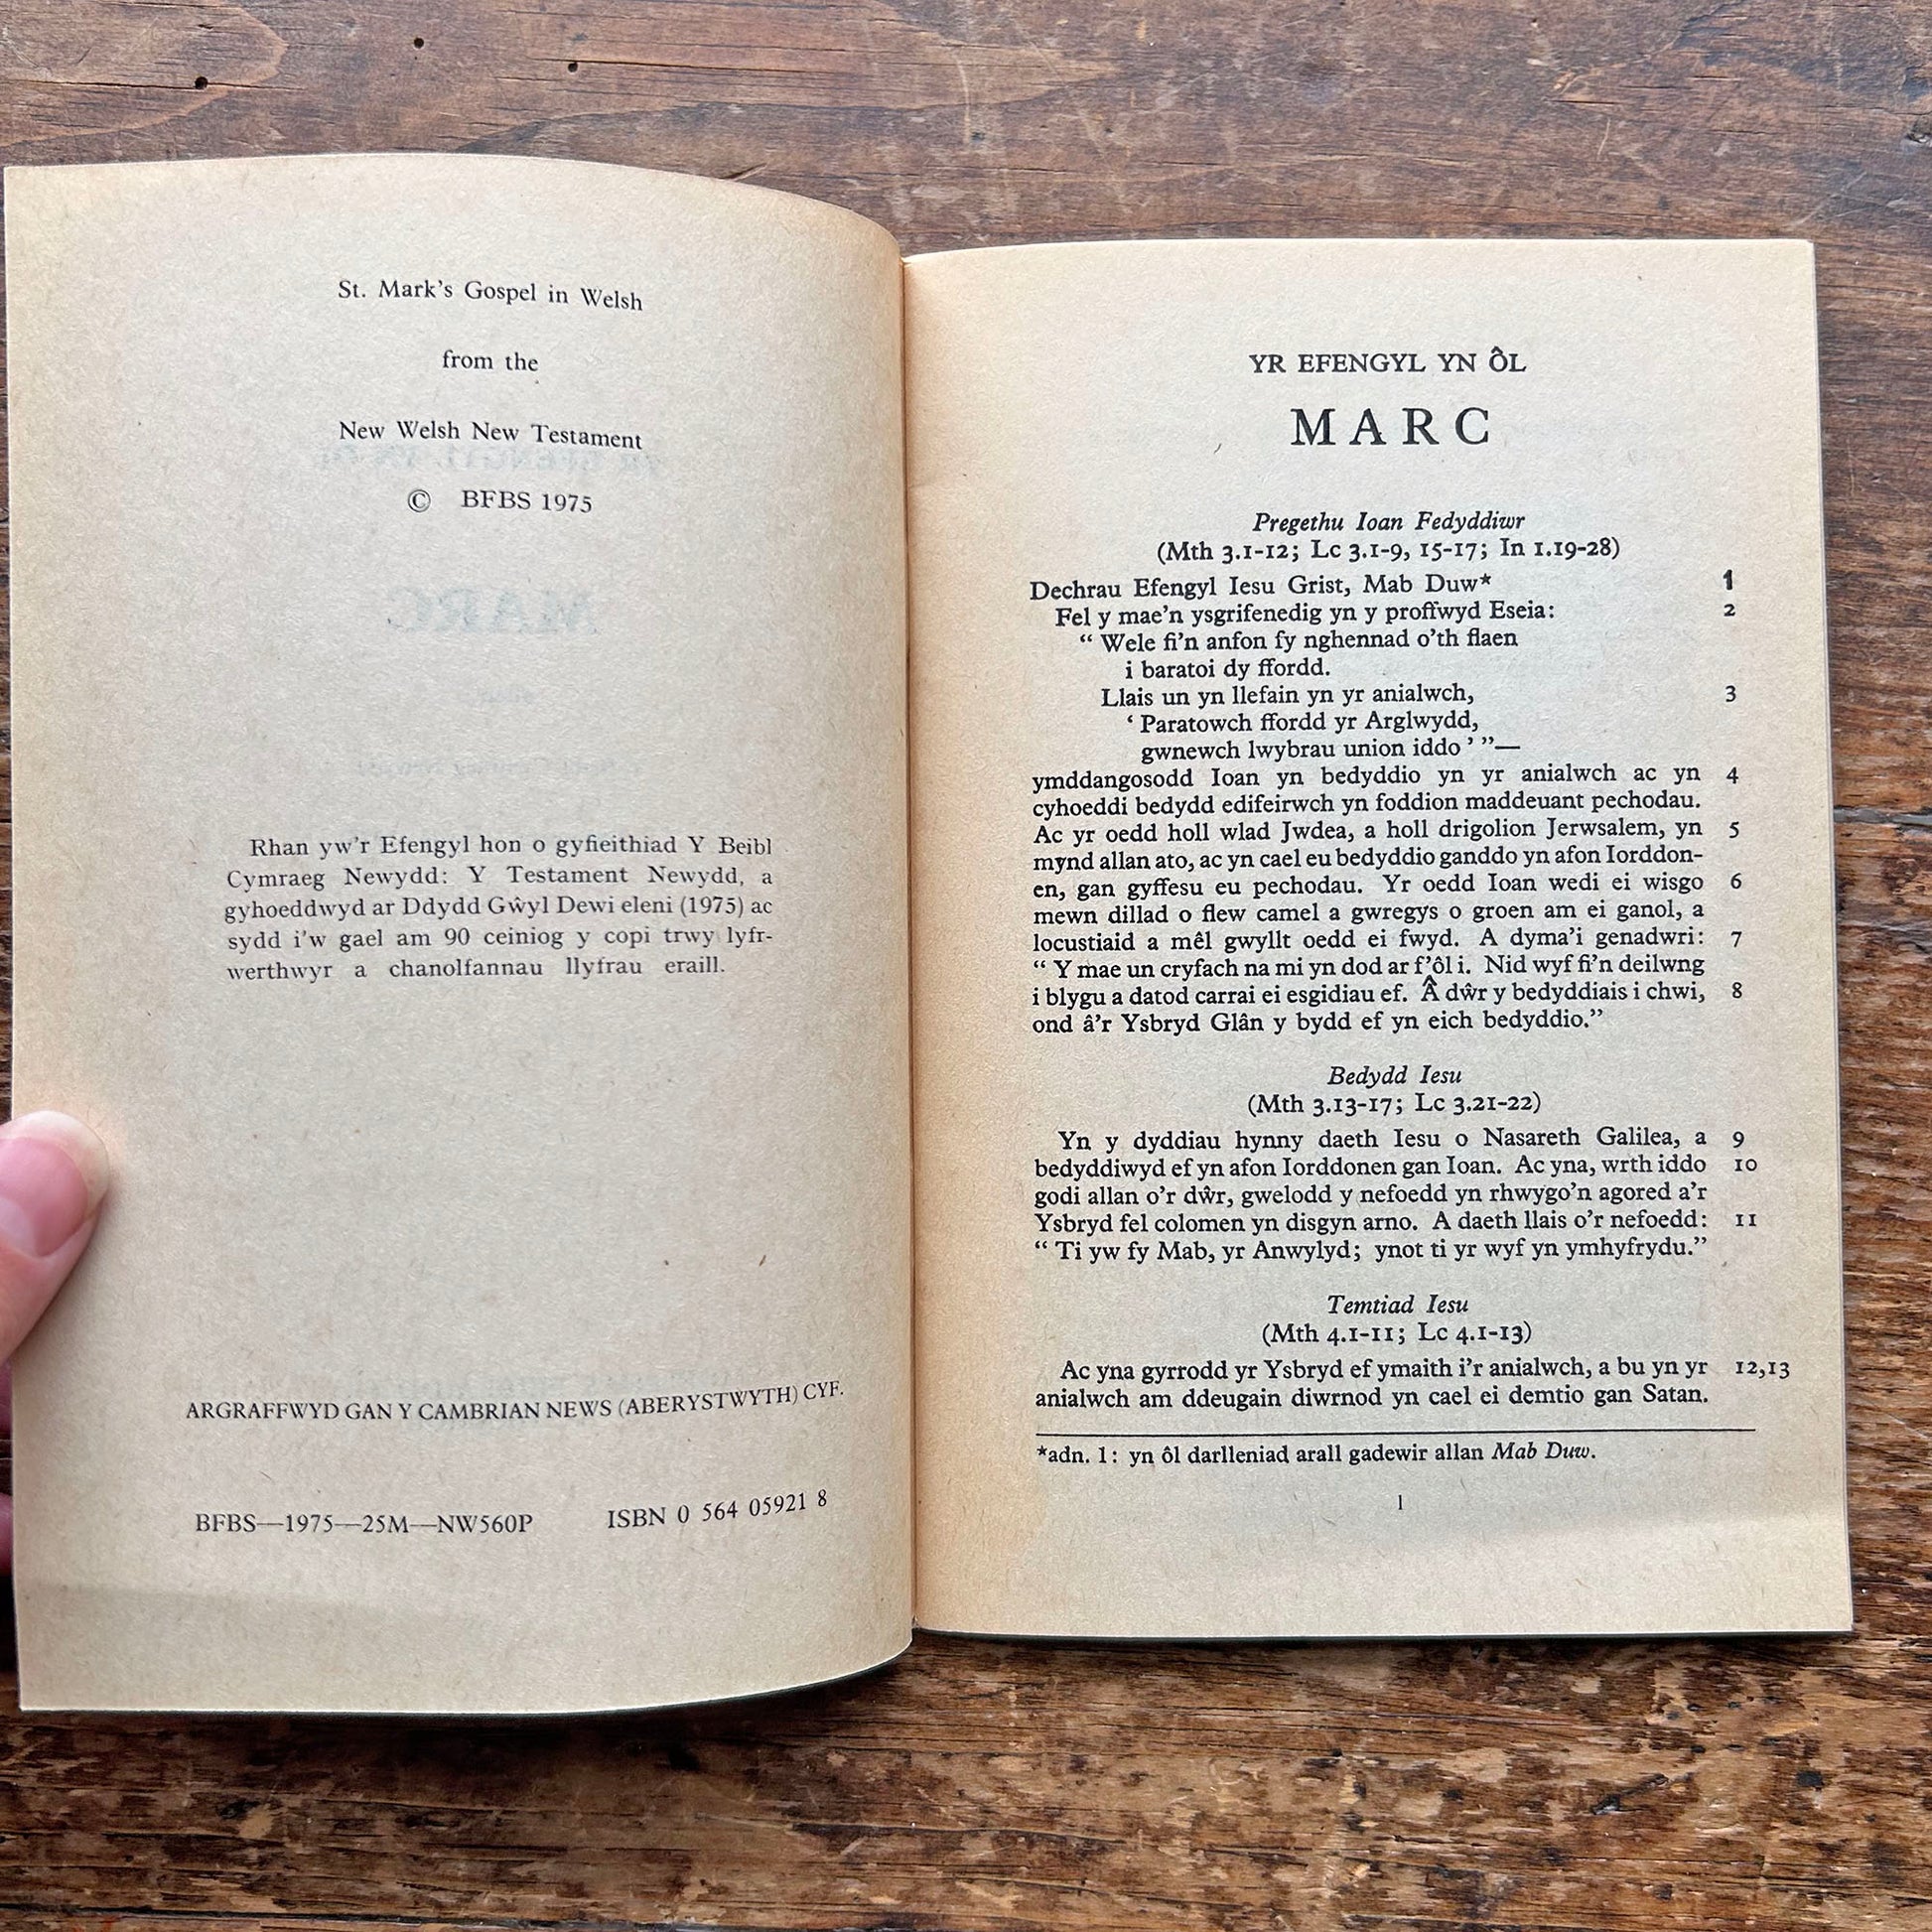 St. Mark's Gospel in Welsh
from the
New Welsh New Testament
© BFBS 1975
Rhan yw'r Efengyl hon o gyfieithiad Y Beibl
Cymraeg Newydd: Y Testament Newydd, a
gyhoeddwyd ar Ddydd Gŵyl Dewi eleni (1975) ac
sydd i'w gael am 90 ceiniog y copi trwy lyfr-
werthwyr a chanolfannau llyfrau eraill.
ARGRAFFWYD GAN Y CAMBRIAN NEWS (ABERYSTWYTH) CYF.
BFBS—1975—25M—NW560P ISBN 0 564 05921 8
YR EFENGYL YN ÔL
MARC
Pregethu Ioan Fedyddiwr
(Mth 3.1-12; Lc 3.1-9, 15-17; In 1.19-28)
Dechrau Efengyl Iesu Grist, Mab Duw* 1
Fel y mae'n ysgrifenedig yn y proffwyd Eseia: 2
“ Wele fi'n anfon fy nghennad o'th flaen
i baratoi dy ffordd.
Llais un yn llefain yn yr anialwch, 3
‘ Paratowch ffordd yr Arglwydd,
gwnewch lwybrau union iddo ’ ”—
ymddangosodd Ioan yn bedyddio yn yr anialwch ac yn 4
cyhoeddi bedydd edifeirwch yn foddion maddeuant pechodau.
Ac yr oedd holl wlad Jwdea, a holl drigolion Jerwsalem, yn 5
mynd allan ato, ac yn cael eu bedyddio ganddo yn afon Iorddon-
en, gan gyffesu eu pechodau. Yr oedd Ioan wedi ei wisgo 6
mewn dillad o flew camel a gwregys o groen am ei ganol, a
locustiaid a mêl gwyllt oedd ei fwyd. A dyma'i genadwri: 7
“ Y mae un cryfach na mi yn dod ar f'ôl i. Nid wyf fi'n deilwng
i blygu a datod carrai ei esgidiau ef. Â dŵr y bedyddiais i chwi, 8
ond â'r Ysbryd Glân y bydd ef yn eich bedyddio.”
Bedydd Iesu
(Mth 3.13-17; Lc 3.21-22)
Yn y dyddiau hynny daeth Iesu o Nasareth Galilea, a 9
bedyddiwyd ef yn afon Iorddonen gan Ioan. Ac yna, wrth iddo 10
godi allan o'r dŵr, gwelodd y nefoedd yn rhwygo'n agored a'r
Ysbryd fel colomen yn disgyn arno. A daeth llais o'r nefoedd: 11
“ Ti yw fy Mab, yr Anwylyd; ynot ti yr wyf yn ymhyfrydu.”
Temtiad Iesu
(Mth 4.1-11; Lc 4.1-13)
Ac yna gyrrodd yr Ysbryd ef ymaith i'r anialwch, a bu yn yr 12,13
anialwch am ddeugain diwrnod yn cael ei demtio gan Satan.
*adn. 1: yn ôl darlleniad arall gadewir allan Mab Duw.
1